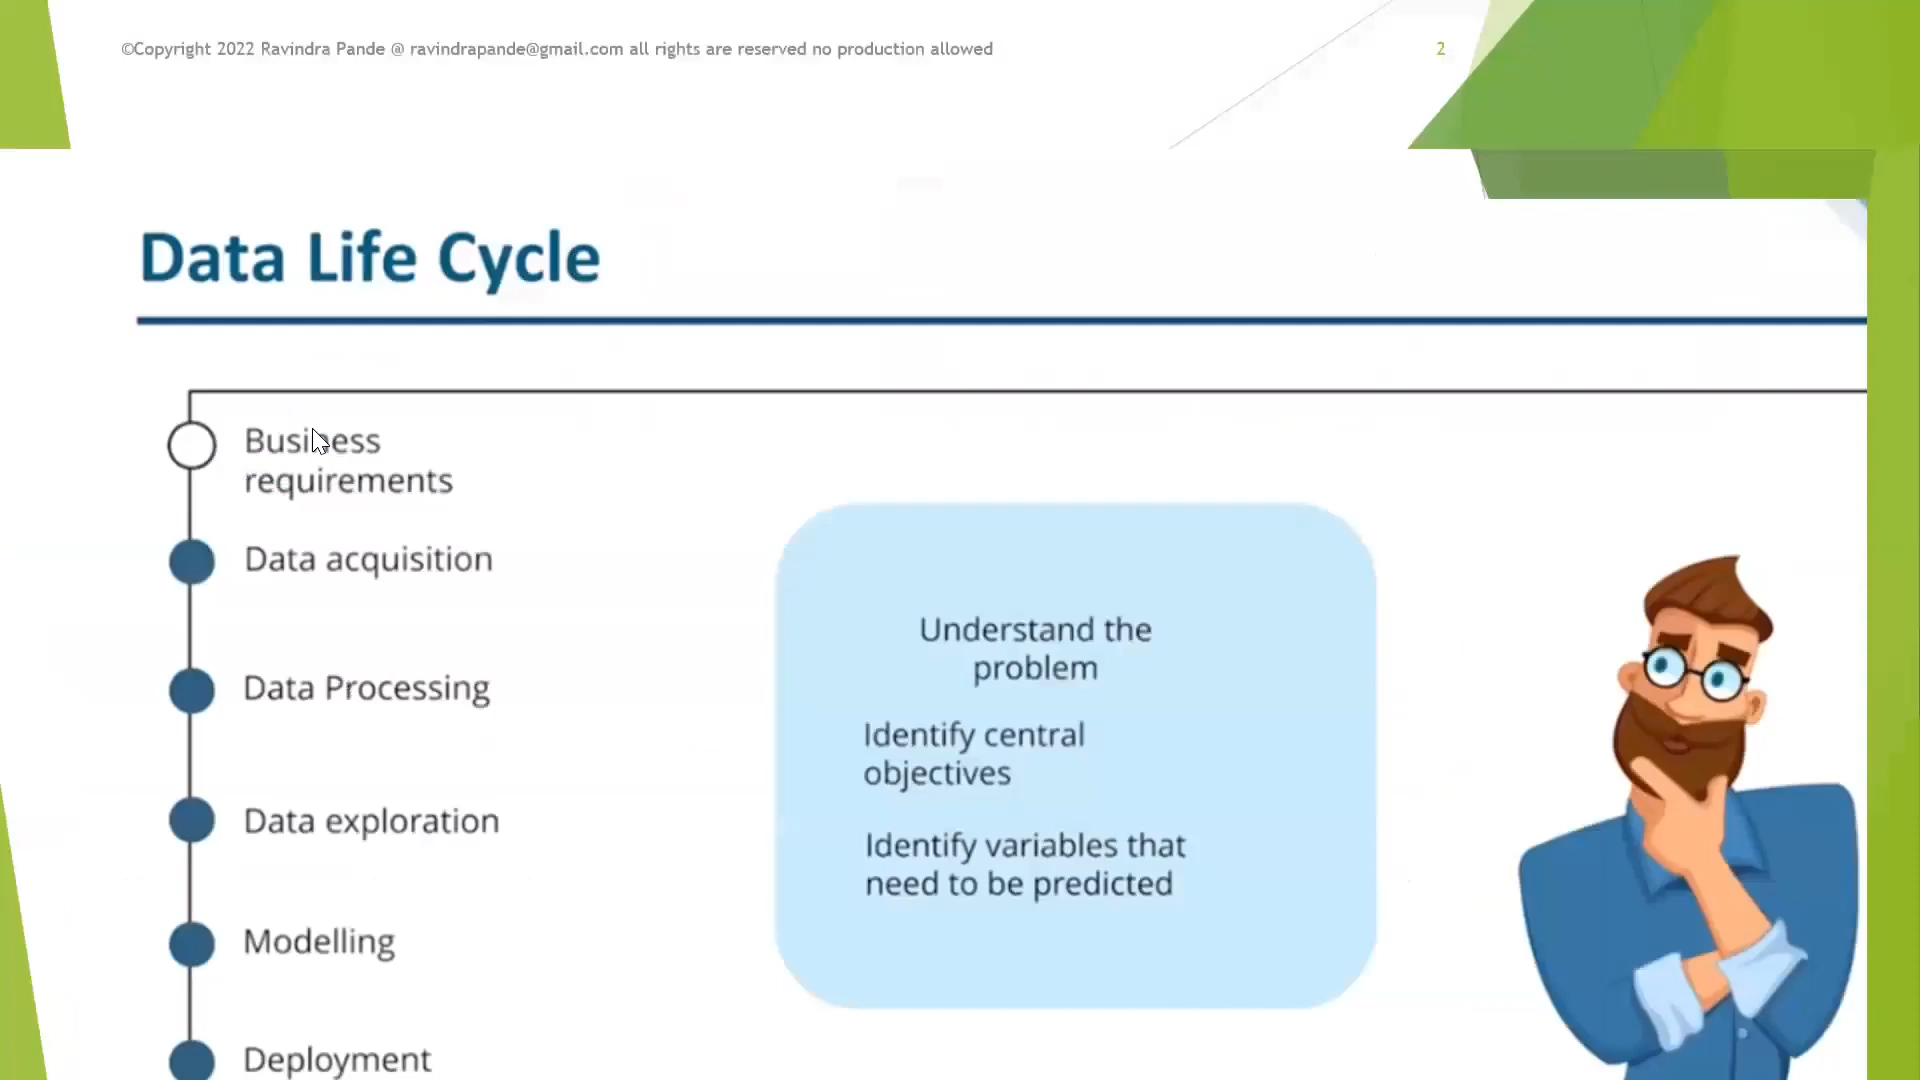 ©Copyright 2022 Ravindra Pande @ ravindrapande@gmail.com all rights are reserved no production allowed
2
Data Life Cycle
Business
requirements
Data acquisition
Data Processing
Data exploration
Modelling
Deployment
Understand the
problem
Identify central
objectives
Identify variables that
need to be predicted